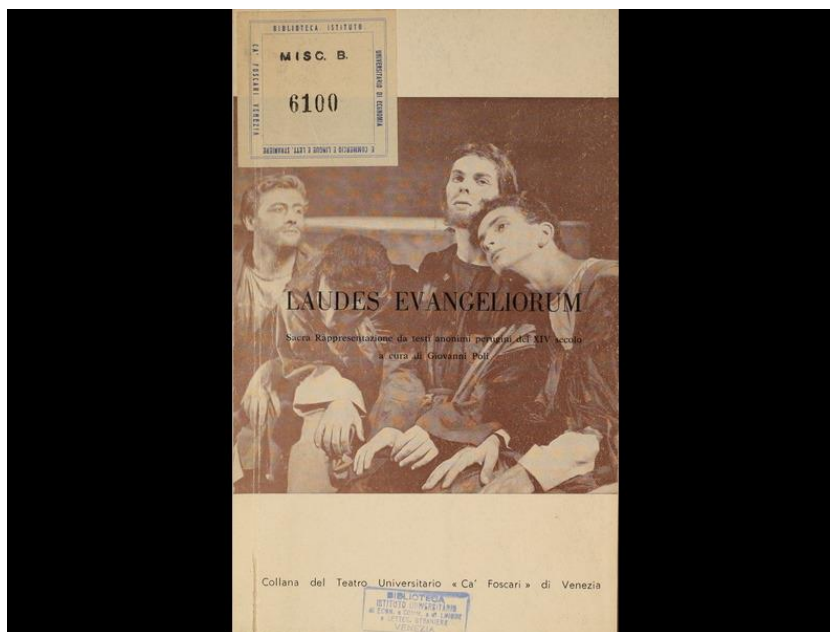 BIBLIOTECA ISTITUTO
UNIVERSITARIO DI ECONOMIA
E COMMERCIO E LINGUE E LETT. STRANIERE
CA' FOSCARI VENEZIA
MISC. B.
6100
LAUDES EVANGELIORUM
Sacra Rappresentazione da testi anonimi perugini del XIV secolo
a cura di Giovanni Poli
Collana del Teatro Universitario « Ca' Foscari » di Venezia
BIBLIOTECA
ISTITUTO UNIVERSITARIO
VENEZIA